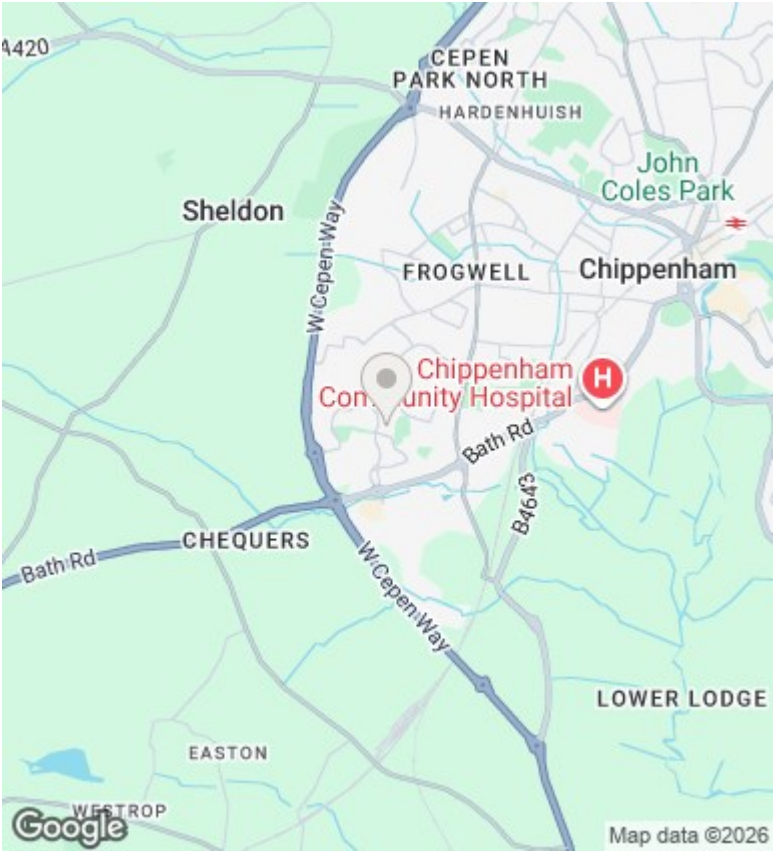 A420
CEPEN
PARK NORTH
HARDENHUISH
John
Coles Park
Sheldon
W Cepen Way
FROGWELL
Chippenham
Chippenham
Community Hospital
H
Bath Rd
B4643
CHEQUERS
Bath Rd
W Cepen Way
LOWER LODGE
EASTON
WESTROP
Google
Map data ©2026